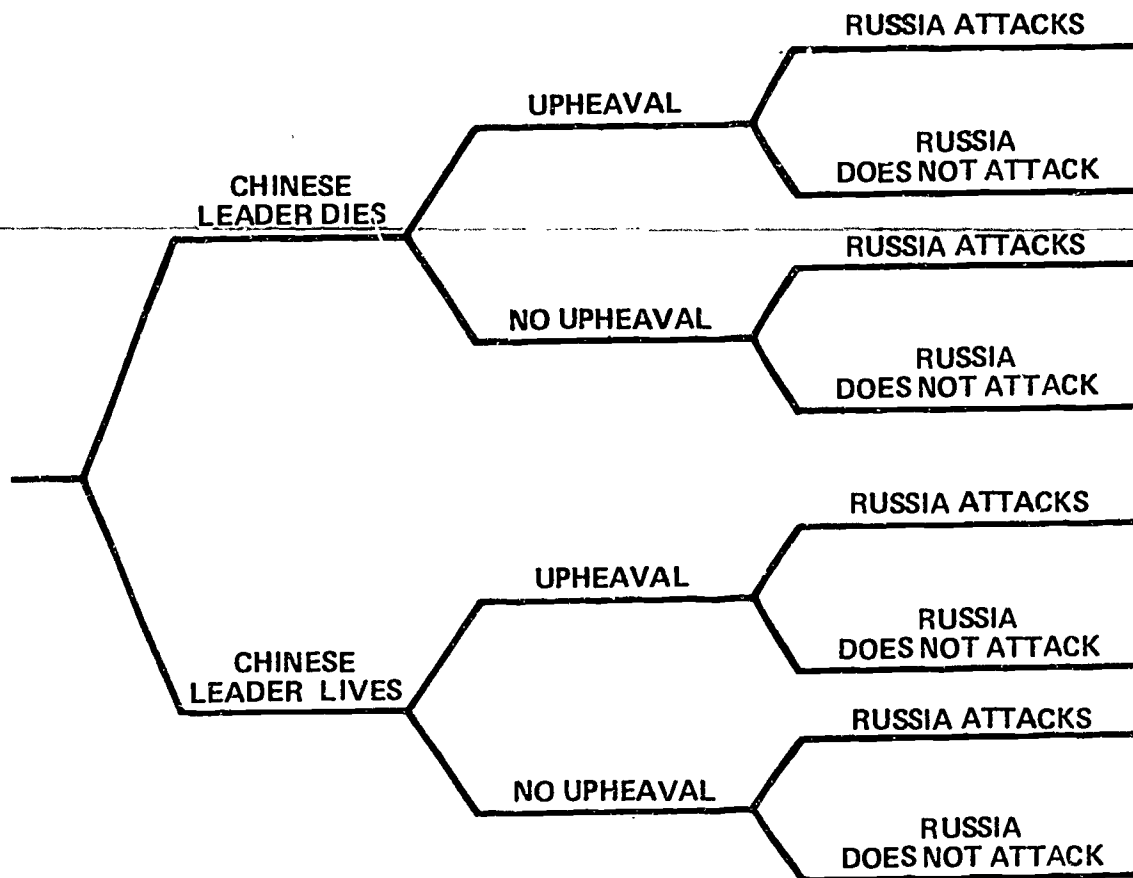 RUSSIA ATTACKS
UPHEAVAL
RUSSIA
DOES NOT ATTACK
CHINESE
LEADER DIES
RUSSIA ATTACKS
NO UPHEAVAL
RUSSIA
DOES NOT ATTACK
RUSSIA ATTACKS
UPHEAVAL
RUSSIA
DOES NOT ATTACK
CHINESE
LEADER LIVES
RUSSIA ATTACKS
NO UPHEAVAL
RUSSIA
DOES NOT ATTACK